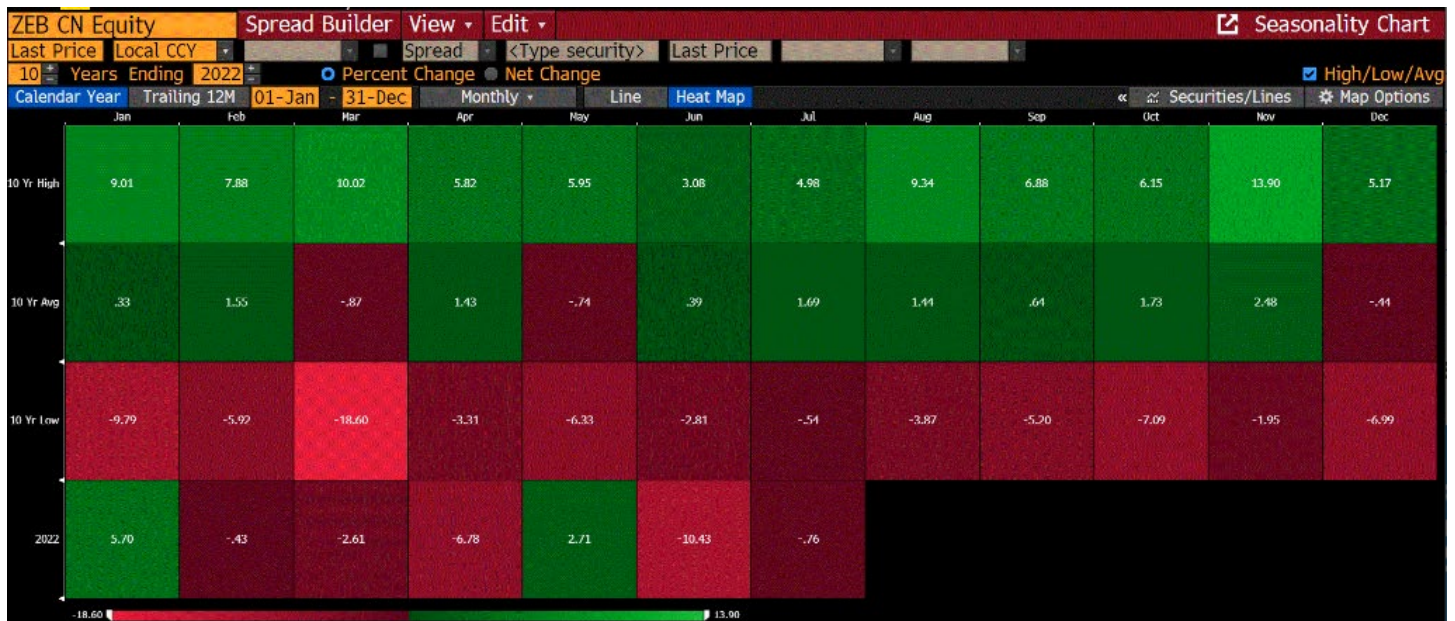 ZEB CN Equity Spread Builder View Edit Seasonality Chart
Last Price Local CCY Spread <Type security> Last Price
10 Years Ending 2022 Percent Change Net Change High/Low/Avg
Calendar Year Trailing 12M 01-Jan - 31-Dec Monthly Line Heat Map « Securities/Lines Map Options
Jan Feb Mar Apr May Jun Jul Aug Sep Oct Nov Dec
10 Yr High 9.01 7.88 10.02 5.82 5.95 3.08 4.98 9.34 6.88 6.15 13.90 5.17
10 Yr Avg .33 1.55 -.87 1.43 -.74 .39 1.69 1.44 .64 1.73 2.48 -.44
10 Yr Low -9.79 -5.92 -18.60 -3.31 -6.33 -2.81 -.54 -3.87 -5.20 -7.09 -1.95 -6.99
2022 5.70 -.43 -2.61 -6.78 2.71 -10.43 -.76
-18.60 13.90